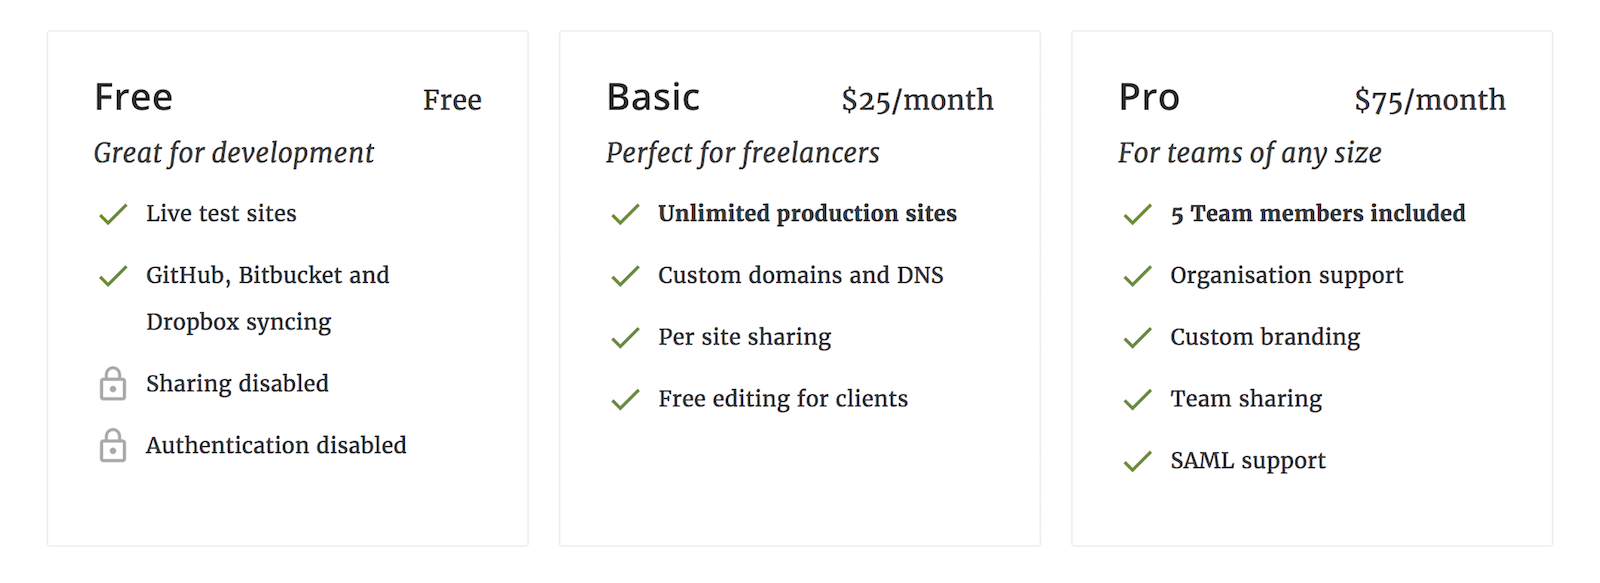 Free Free
Great for development
Live test sites
GitHub, Bitbucket and
Dropbox syncing
Sharing disabled
Authentication disabled
Basic $25/month
Perfect for freelancers
Unlimited production sites
Custom domains and DNS
Per site sharing
Free editing for clients
Pro $75/month
For teams of any size
5 Team members included
Organisation support
Custom branding
Team sharing
SAML support